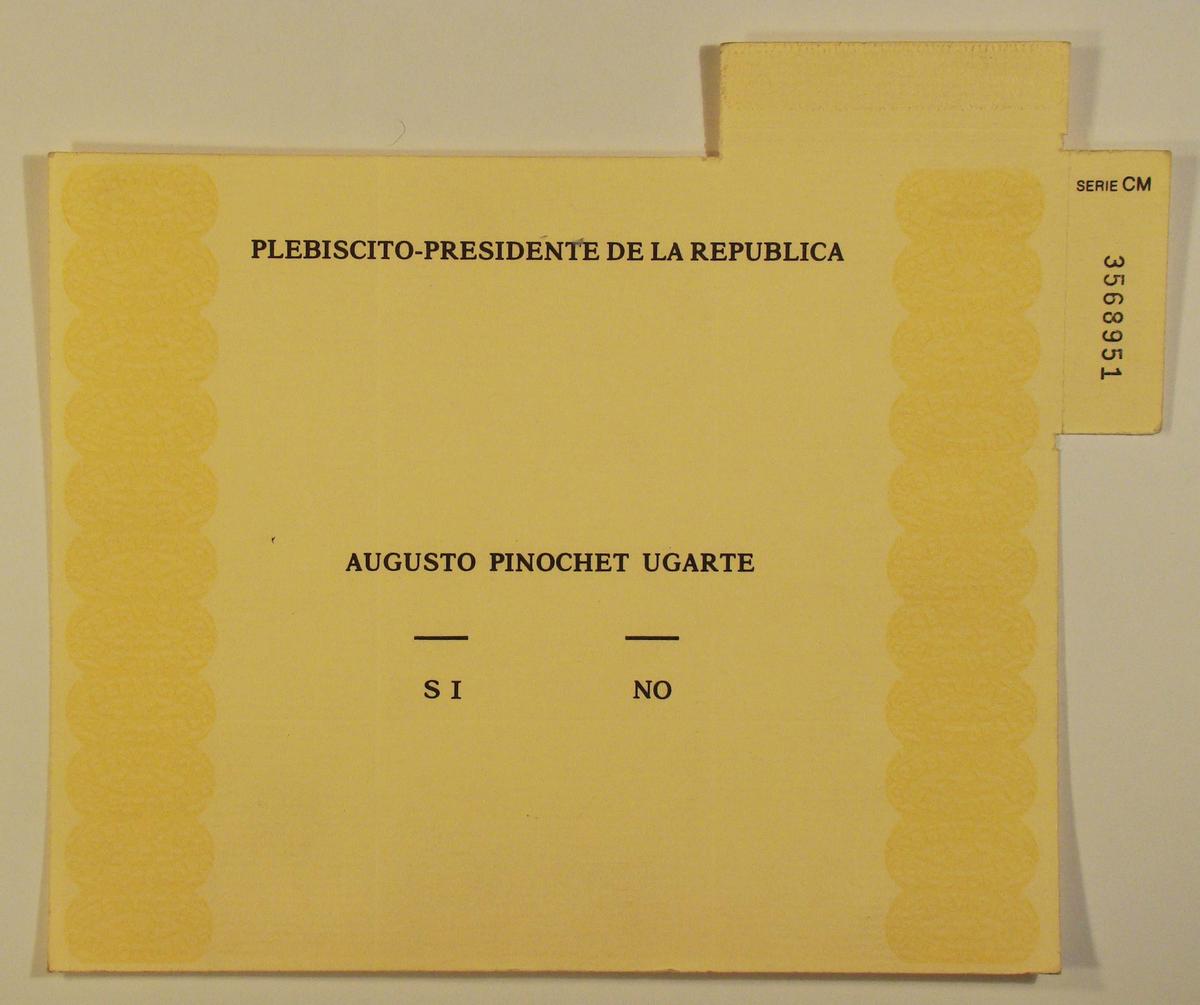 SERIE CM
3568951
PLEBISCITO-PRESIDENTE DE LA REPUBLICA
AUGUSTO PINOCHET UGARTE
SI NO